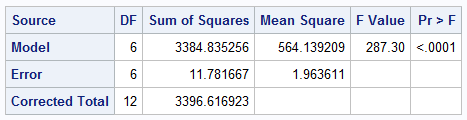 Source DF Sum of Squares Mean Square F Value Pr > F
Model 6 3384.835256 564.139209 287.30 <.0001
Error 6 11.781667 1.963611
Corrected Total 12 3396.616923